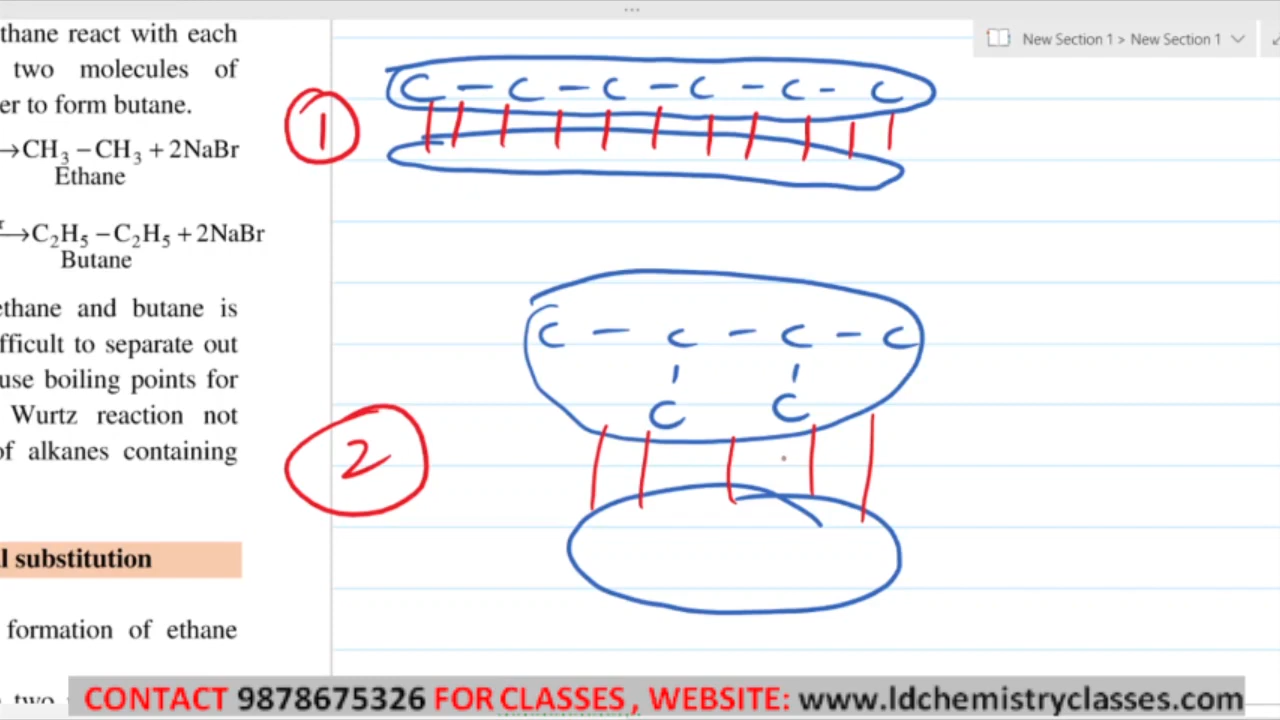 ...
New Section 1 > New Section 1
thane react with each
two molecules of
er to form butane.
→CH3 – CH3 + 2NaBr
Ethane
→C2H5 – C2H5 + 2NaBr
Butane
ethane and butane is
fficult to separate out
use boiling points for
Wurtz reaction not
of alkanes containing
l substitution
formation of ethane
two
1
C – C – C – C – C – C
C – C – C – C
C C
2
CONTACT 9878675326 FOR CLASSES , WEBSITE: www.ldchemistryclasses.com